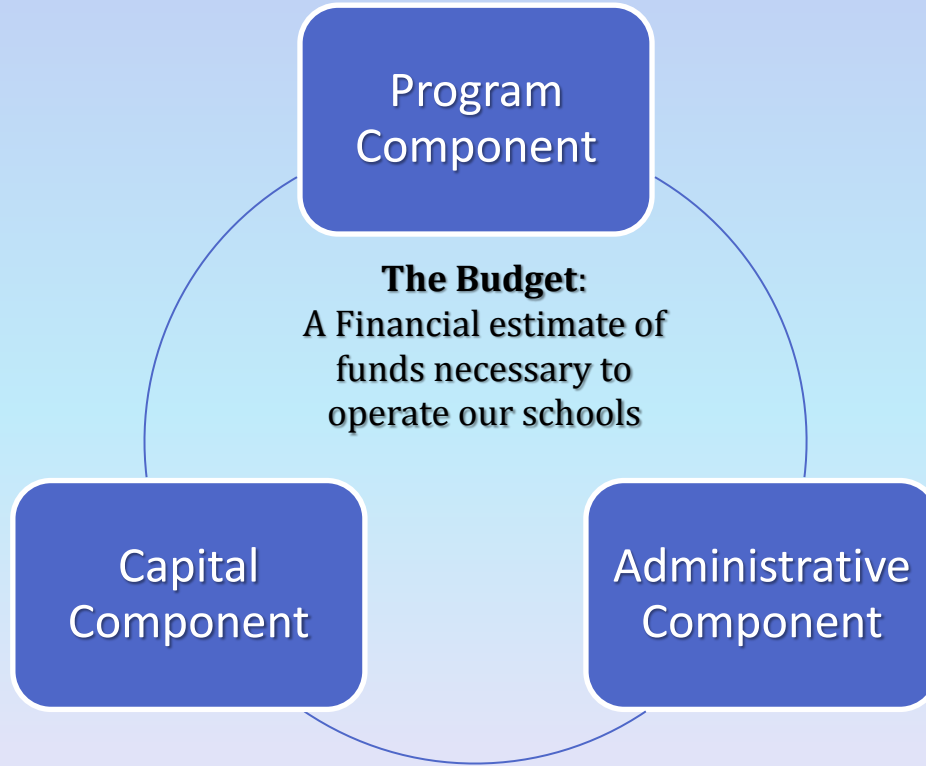 Program
Component
The Budget:
A Financial estimate of
funds necessary to
operate our schools
Capital
Component
Administrative
Component